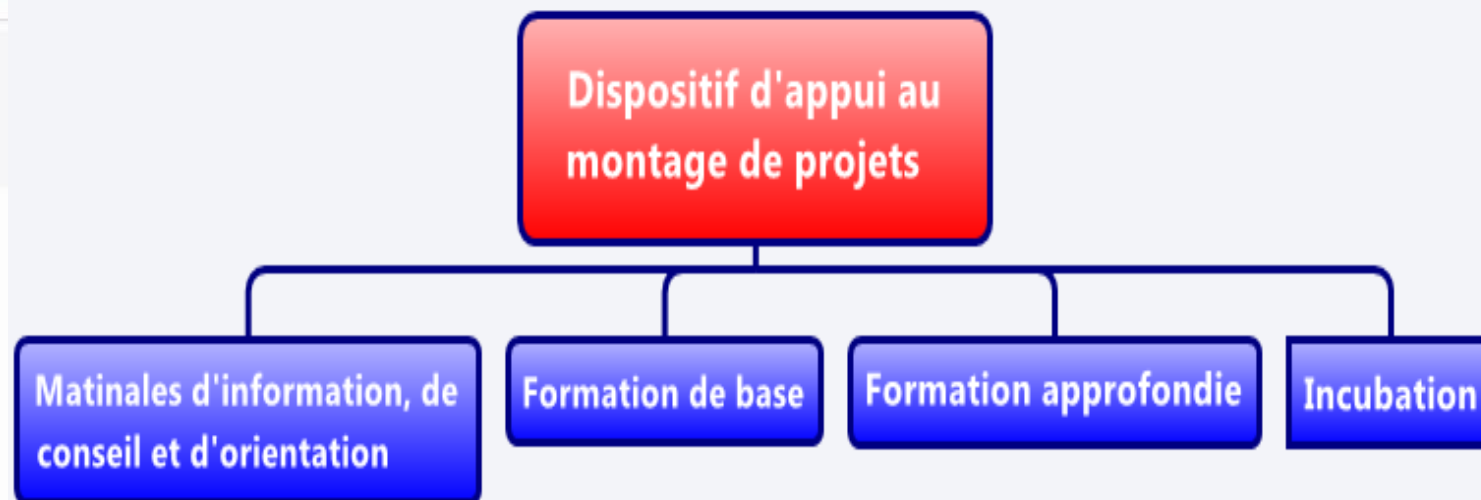 Dispositif d'appui au
montage de projets
Matinales d'information, de
conseil et d'orientation
Formation de base
Formation approfondie
Incubation